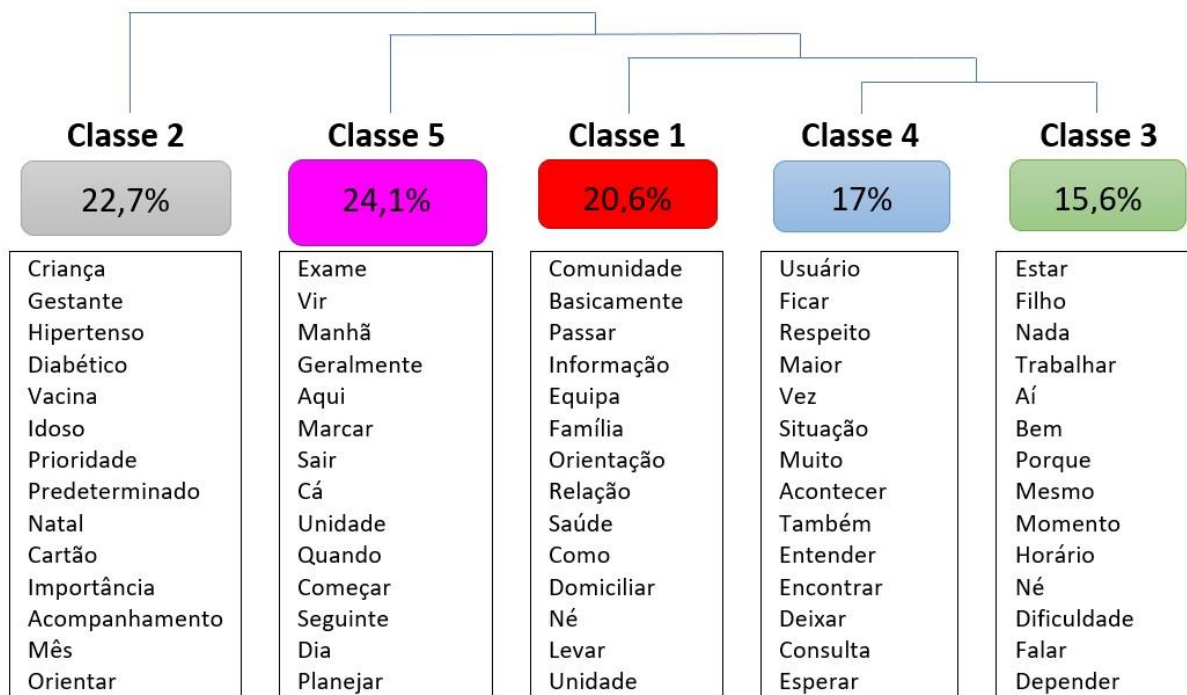 Classe 2
22,7%
Criança
Gestante
Hipertenso
Diabético
Vacina
Idoso
Prioridade
Predeterminado
Natal
Cartão
Importância
Acompanhamento
Mês
Orientar
Classe 5
24,1%
Exame
Vir
Manhã
Geralmente
Aqui
Marcar
Sair
Cá
Unidade
Quando
Começar
Seguinte
Dia
Planejar
Classe 1
20,6%
Comunidade
Basicamente
Passar
Informação
Equipa
Família
Orientação
Relação
Saúde
Como
Domiciliar
Né
Levar
Unidade
Classe 4
17%
Usuário
Ficar
Respeito
Maior
Vez
Situação
Muito
Acontecer
Também
Entender
Encontrar
Deixar
Consulta
Esperar
Classe 3
15,6%
Estar
Filho
Nada
Trabalhar
Aí
Bem
Porque
Mesmo
Momento
Horário
Né
Dificuldade
Falar
Depender